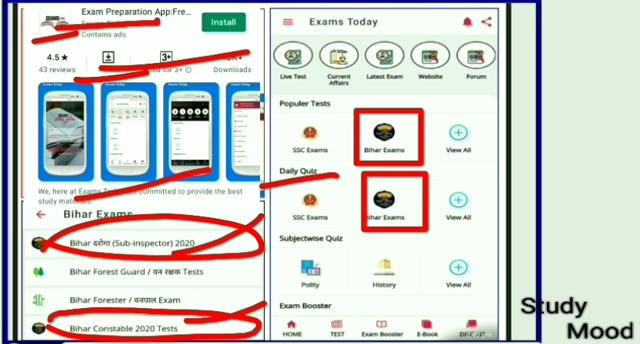 Exam Preparation App:Fre...
Install
Contains ads
4.5★
3+
43 reviews
for 3+
Downloads
We, here at Exams
committed to provide the best
study materials
Bihar Exams
Bihar दरोगा (Sub-inspector) 2020
Bihar Forest Guard / वन रक्षक Tests
Bihar Forester / वनपाल Exam
Bihar Constable 2020 Tests
Exams Today
Live Test
Current Affairs
Latest Exam
Website
Forum
Populer Tests
SSC Exams
Bihar Exams
View All
Daily Quiz
SSC Exams
Bihar Exams
View All
Subjectwise Quiz
Polity
History
View All
Exam Booster
HOME
TEST
Exam Booster
E-Book
Study
Mood